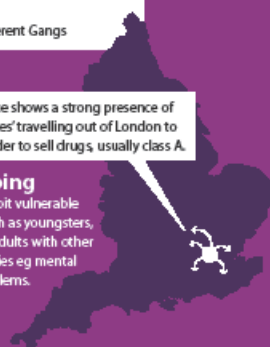 erent Gangs
e shows a strong presence of
es' travelling out of London to
der to sell drugs, usually class A.
ing
oit vulnerable
h as youngsters,
dults with other
ies eg mental
lems.